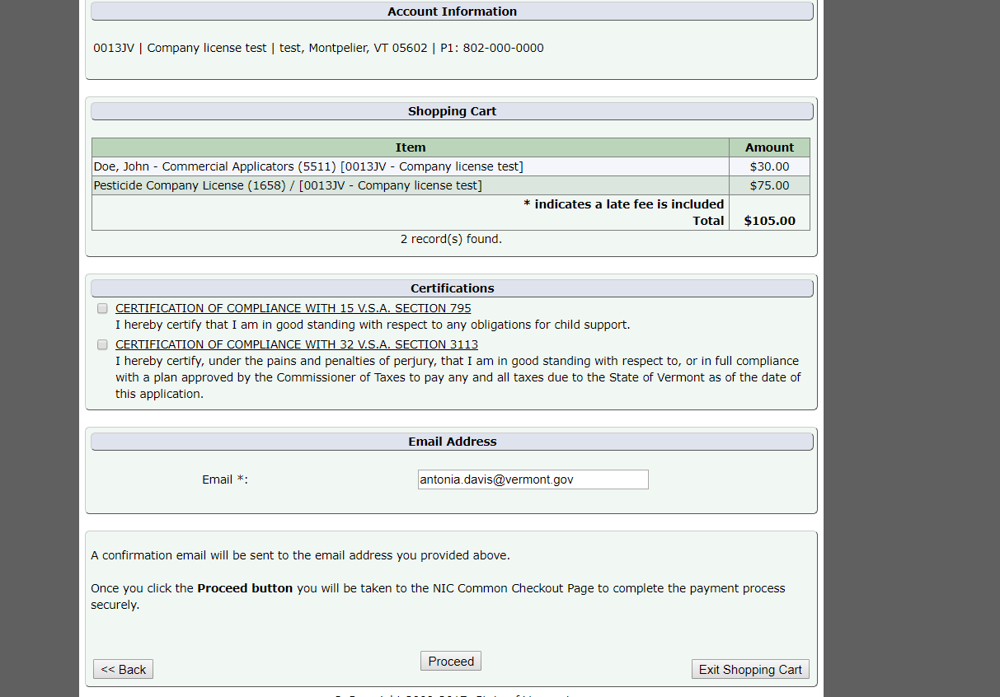 Account Information
0013JV | Company license test | test, Montpelier, VT 05602 | P1: 802-000-0000
Shopping Cart
Item Amount
Doe, John - Commercial Applicators (5511) [0013JV - Company license test] $30.00
Pesticide Company License (1658) / [0013JV - Company license test] $75.00
* indicates a late fee is included
Total $105.00
2 record(s) found.
Certifications
CERTIFICATION OF COMPLIANCE WITH 15 V.S.A. SECTION 795
I hereby certify that I am in good standing with respect to any obligations for child support.
CERTIFICATION OF COMPLIANCE WITH 32 V.S.A. SECTION 3113
I hereby certify, under the pains and penalties of perjury, that I am in good standing with respect to, or in full compliance
with a plan approved by the Commissioner of Taxes to pay any and all taxes due to the State of Vermont as of the date of
this application.
Email Address
Email *: antonia.davis@vermont.gov
A confirmation email will be sent to the email address you provided above.
Once you click the Proceed button you will be taken to the NIC Common Checkout Page to complete the payment process
securely.
<< Back Proceed Exit Shopping Cart